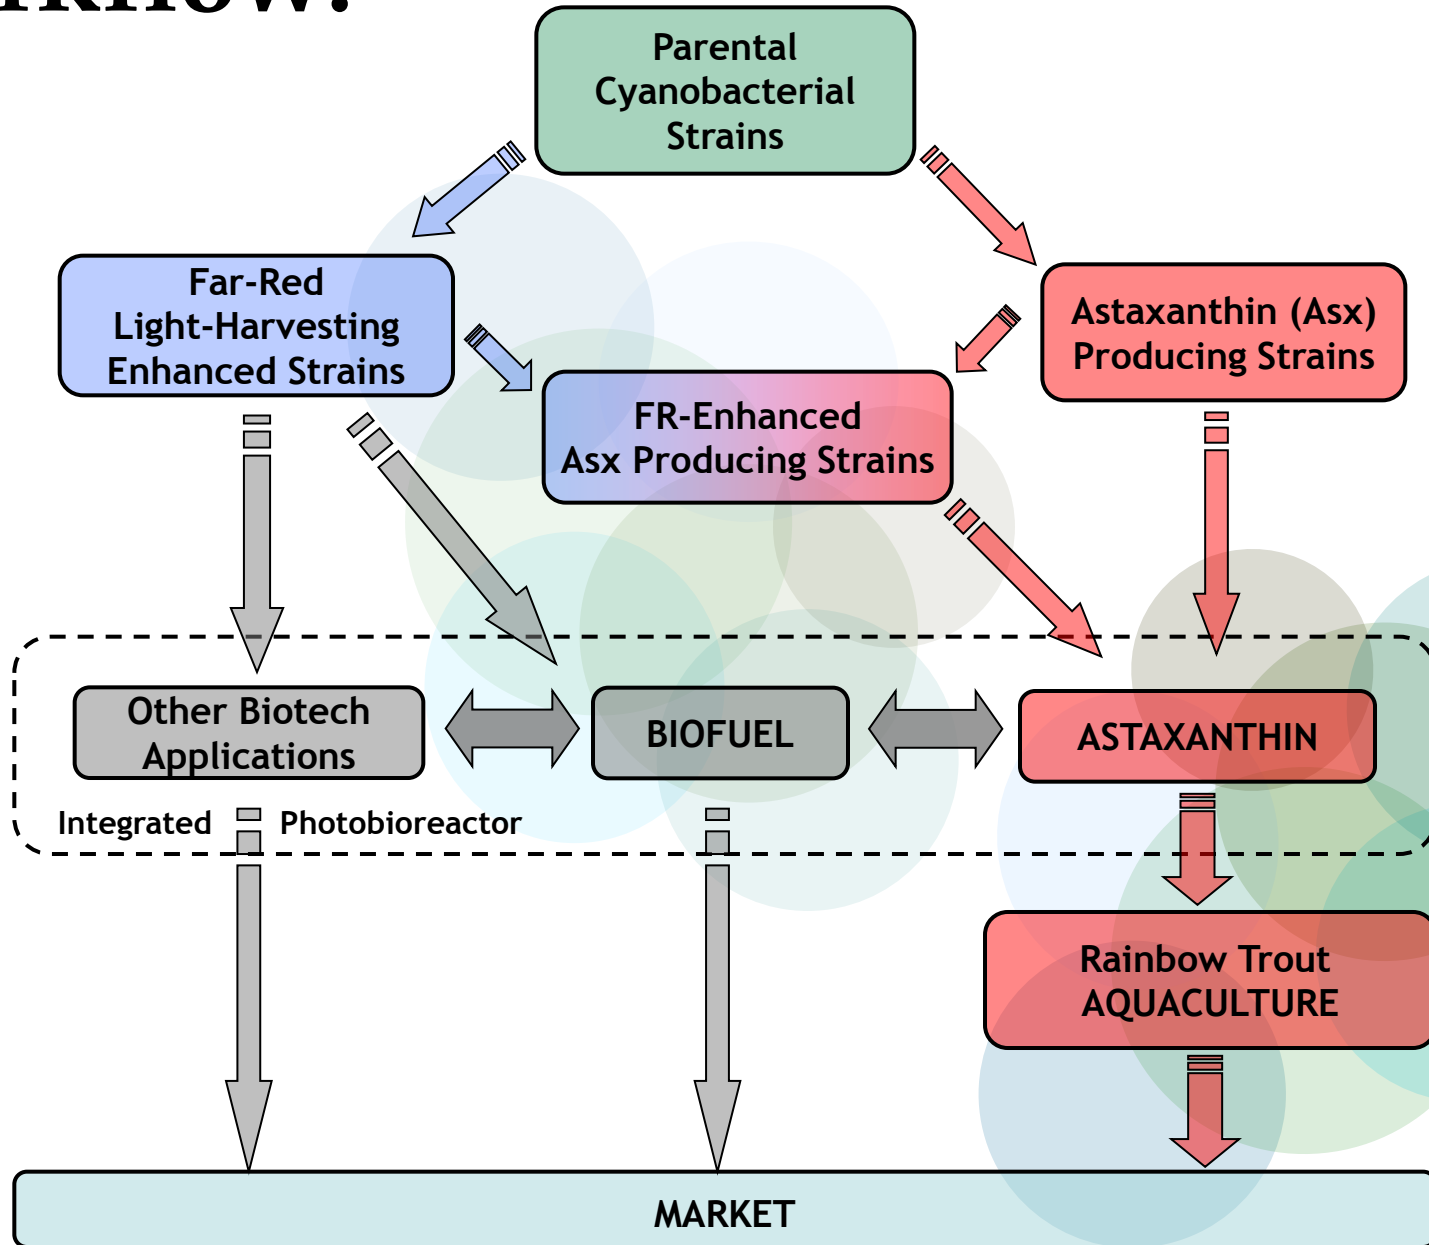 Parental
Cyanobacterial
Strains
Far-Red
Light-Harvesting
Enhanced Strains
Astaxanthin (Asx)
Producing Strains
FR-Enhanced
Asx Producing Strains
Other Biotech
Applications
BIOFUEL
ASTAXANTHIN
Integrated Photobioreactor
Rainbow Trout
AQUACULTURE
MARKET